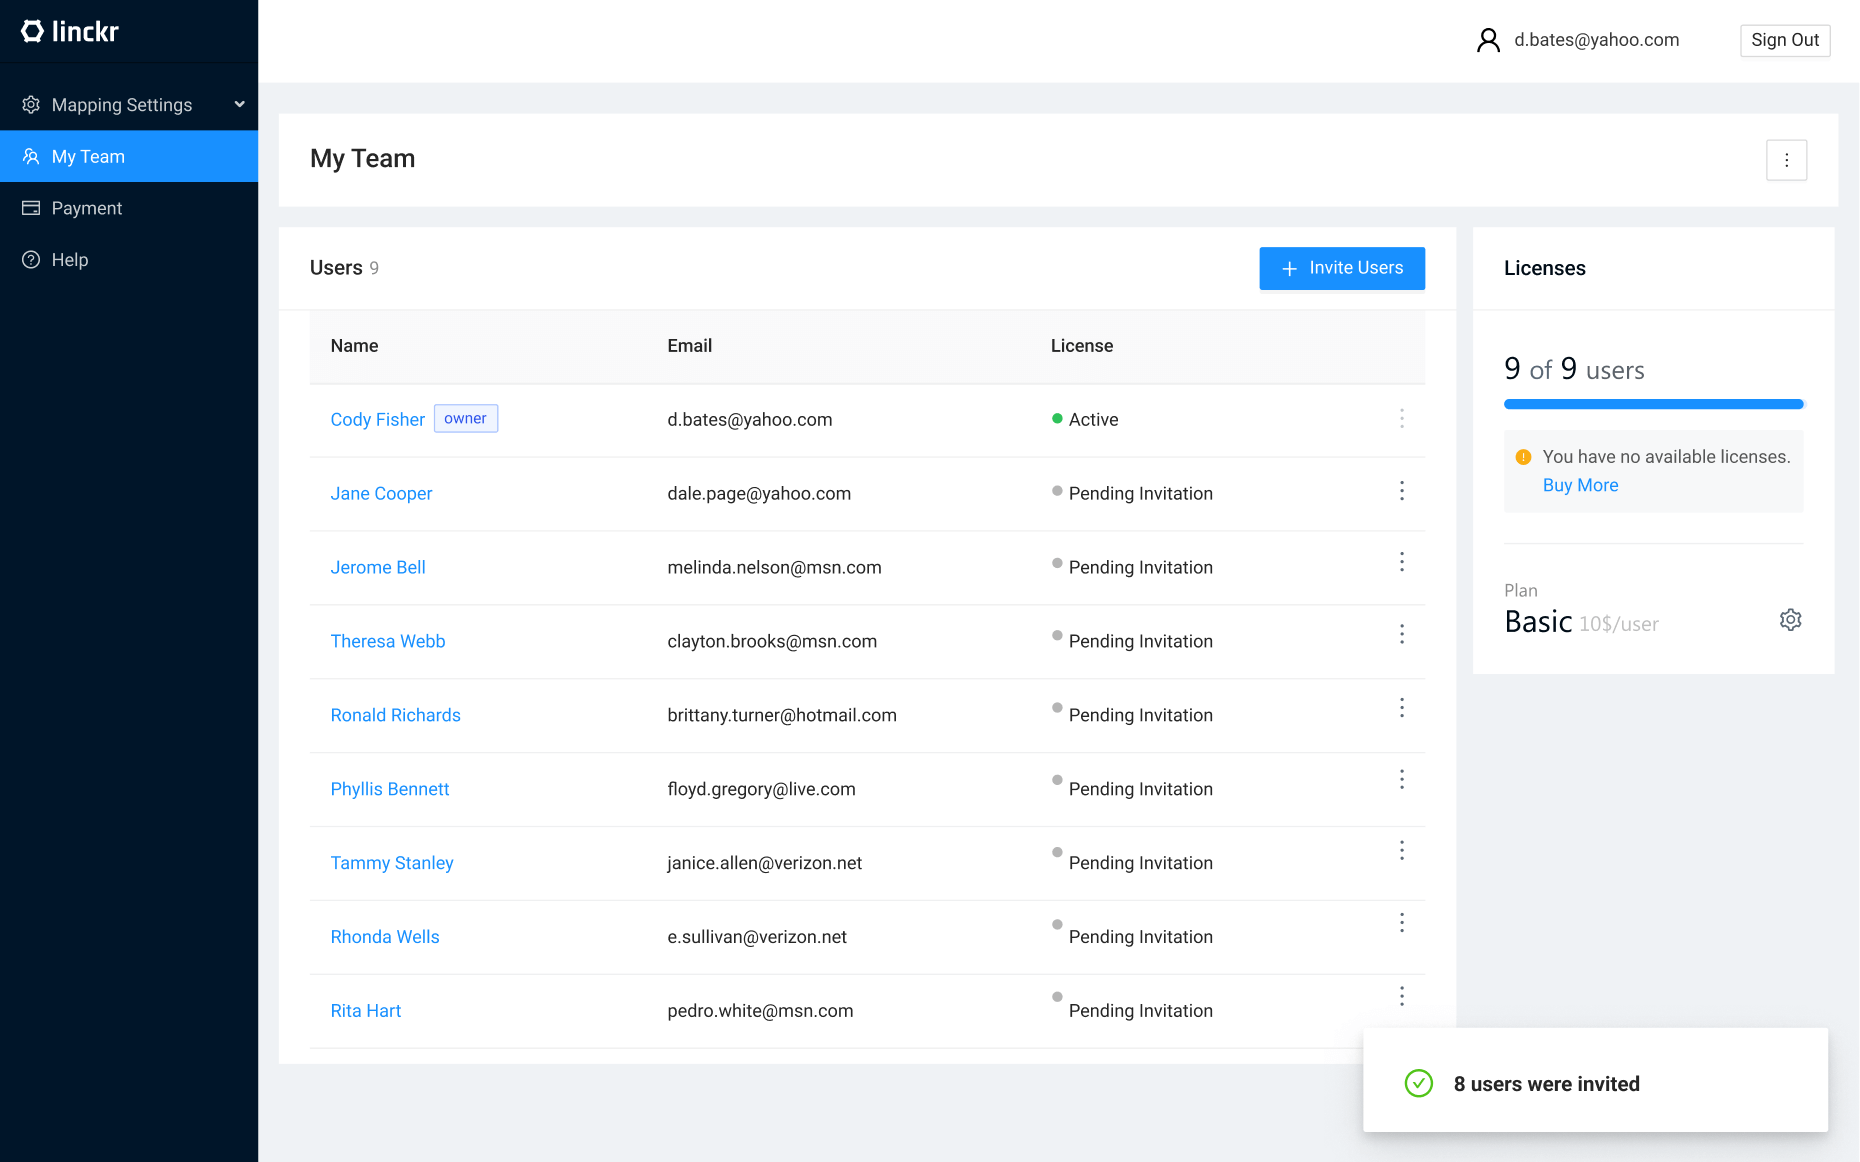 linckr
d.bates@yahoo.com
Sign Out
Mapping Settings
My Team
Payment
Help
My Team
Users 9
Invite Users
Name Email License
Cody Fisher owner d.bates@yahoo.com Active
Jane Cooper dale.page@yahoo.com Pending Invitation
Jerome Bell melinda.nelson@msn.com Pending Invitation
Theresa Webb clayton.brooks@msn.com Pending Invitation
Ronald Richards brittany.turner@hotmail.com Pending Invitation
Phyllis Bennett floyd.gregory@live.com Pending Invitation
Tammy Stanley janice.allen@verizon.net Pending Invitation
Rhonda Wells e.sullivan@verizon.net Pending Invitation
Rita Hart pedro.white@msn.com Pending Invitation
Licenses
9 of 9 users
You have no available licenses.
Buy More
Plan
Basic 10$/user
8 users were invited